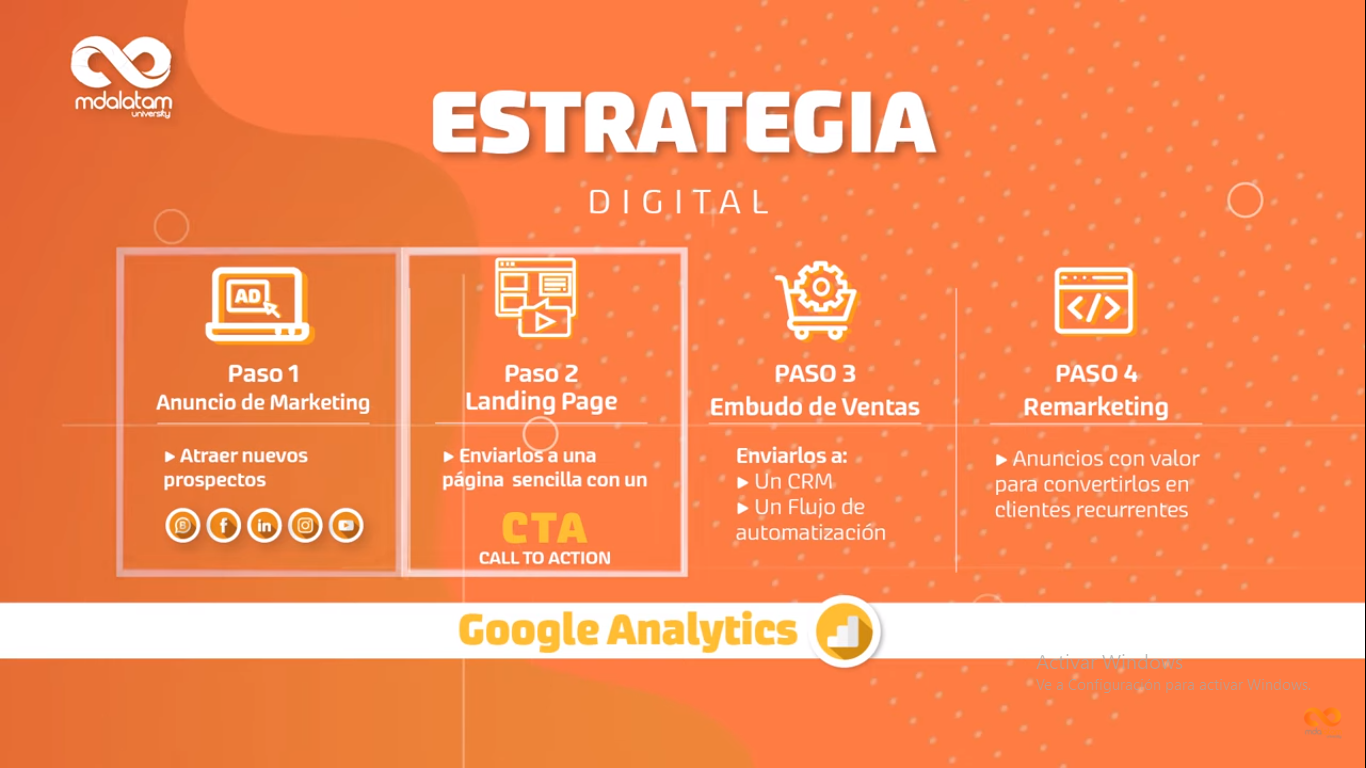 mdalatam
university
ESTRATEGIA
DIGITAL
AD
Paso 1
Anuncio de Marketing
▶ Atraer nuevos
prospectos
Paso 2
Landing Page
▶ Enviarlos a una
página sencilla con un
CTA
CALL TO ACTION
PASO 3
Embudo de Ventas
Enviarlos a:
▶ Un CRM
▶ Un Flujo de
automatización
PASO 4
Remarketing
▶ Anuncios con valor
para convertirlos en
clientes recurrentes
Google Analytics
Activar Windows
Ve a Configuración para activar Windows.